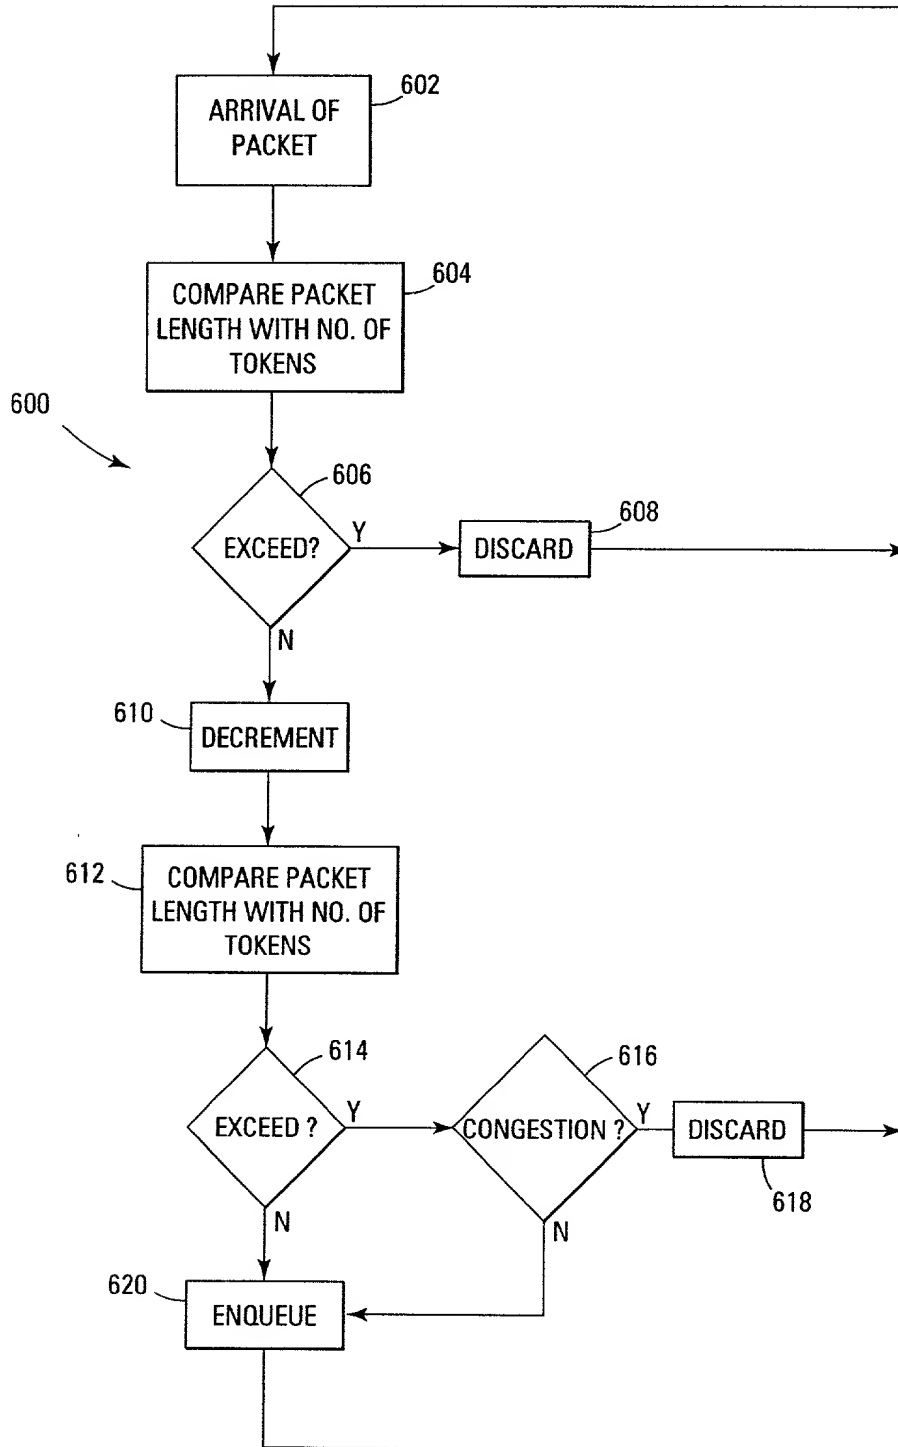 602
ARRIVAL OF
PACKET
604
COMPARE PACKET
LENGTH WITH NO. OF
TOKENS
600
606
EXCEED?
Y
608
DISCARD
N
610
DECREMENT
612
COMPARE PACKET
LENGTH WITH NO. OF
TOKENS
614
616
EXCEED ?
Y
CONGESTION ?
Y
DISCARD
618
N
N
620
ENQUEUE